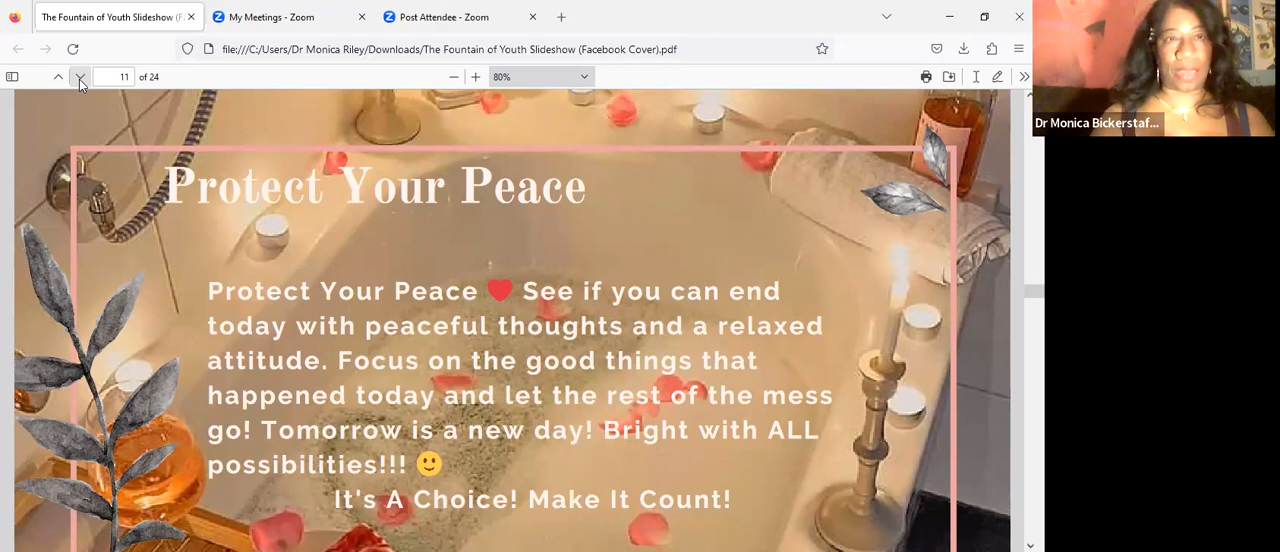 The Fountain of Youth Slideshow (F
My Meetings - Zoom
Post Attendee - Zoom
file:///C:/Users/Dr Monica Riley/Downloads/The Fountain of Youth Slideshow (Facebook Cover).pdf
11 of 24
80%
Dr Monica Bickerstaf...
Protect Your Peace
Protect Your Peace ❤️ See if you can end
today with peaceful thoughts and a relaxed
attitude. Focus on the good things that
happened today and let the rest of the mess
go! Tomorrow is a new day! Bright with ALL
possibilities!!! 🙂
It's A Choice! Make It Count!